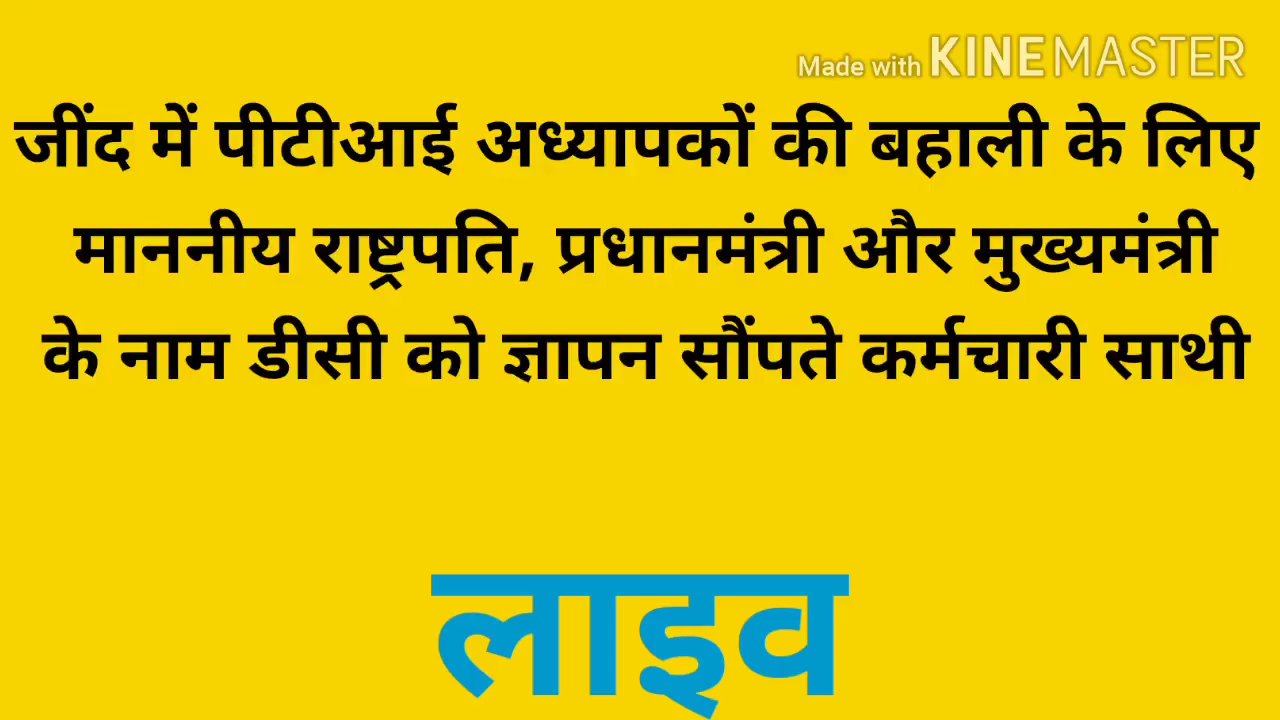 Made with KINEMASTER
जींद में पीटीआई अध्यापकों की बहाली के लिए
माननीय राष्ट्रपति, प्रधानमंत्री और मुख्यमंत्री
के नाम डीसी को ज्ञापन सौंपते कर्मचारी साथी
लाइव